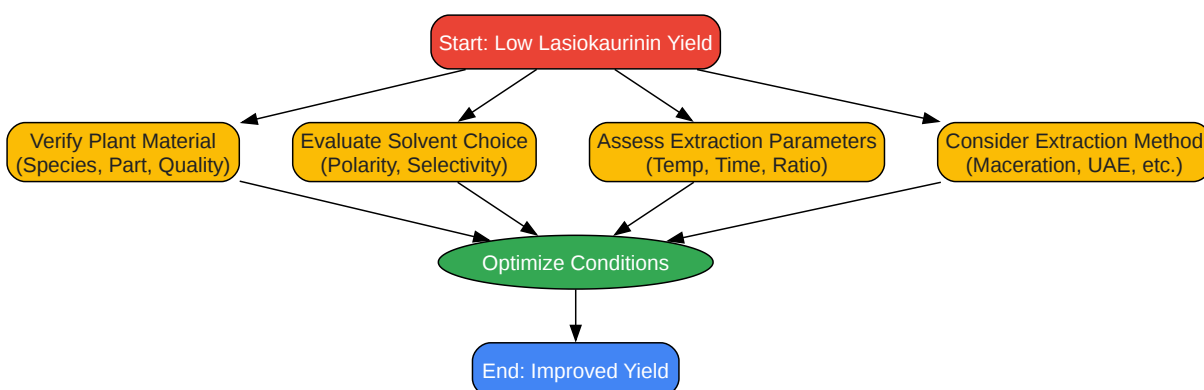 Start: Low Lasiokaurinin Yield
Verify Plant Material
(Species, Part, Quality)
Evaluate Solvent Choice
(Polarity, Selectivity)
Assess Extraction Parameters
(Temp, Time, Ratio)
Consider Extraction Method
(Maceration, UAE, etc.)
Optimize Conditions
End: Improved Yield